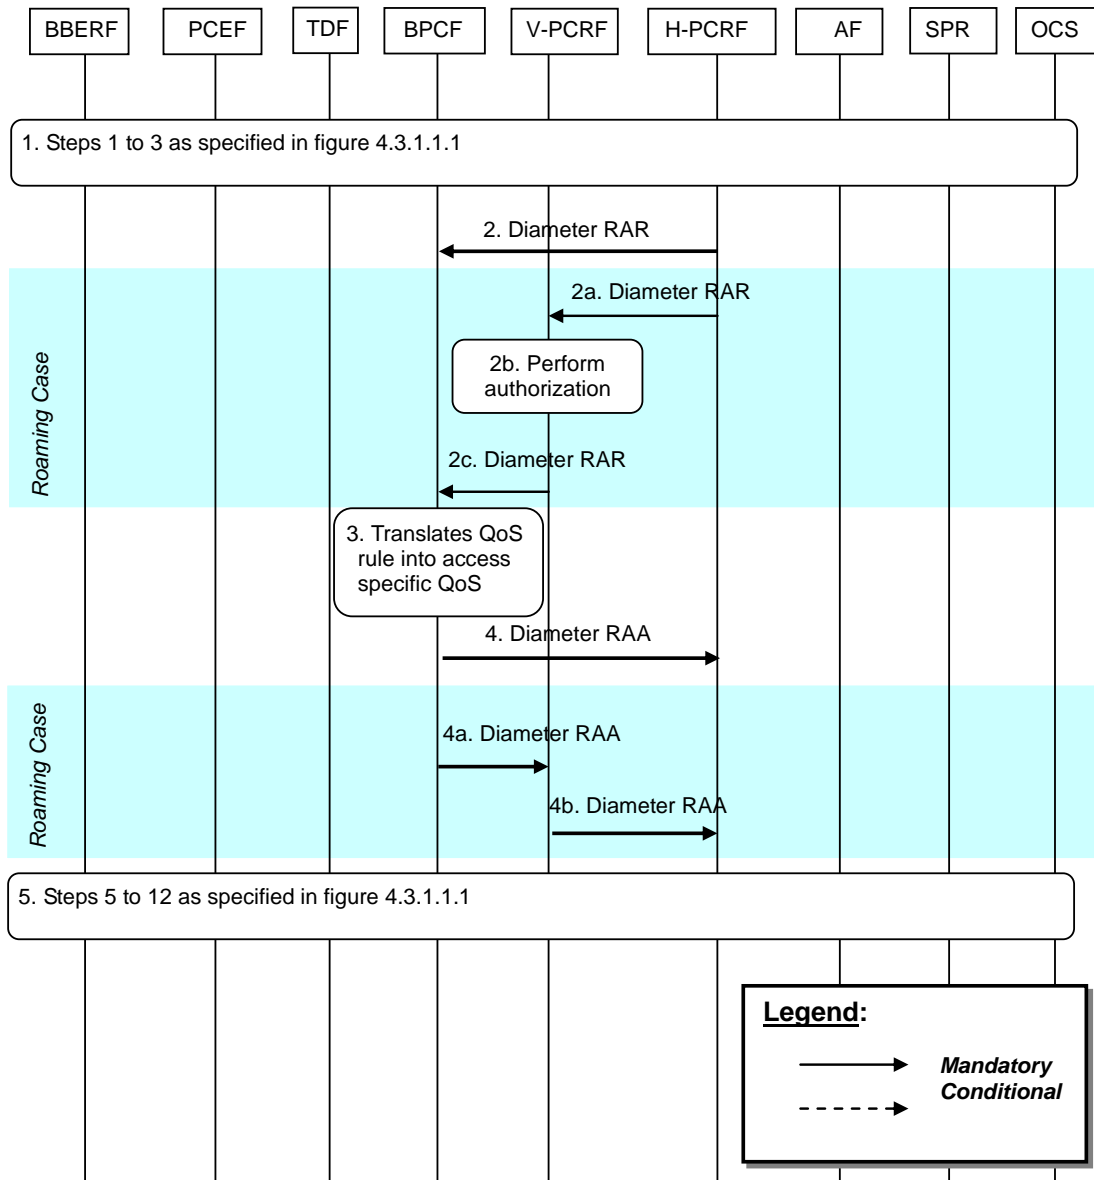 BBERF
PCEF
TDF
BPCF
V-PCRF
H-PCRF
AF
SPR
OCS
1. Steps 1 to 3 as specified in figure 4.3.1.1.1
2. Diameter RAR
2a. Diameter RAR
2b. Perform
authorization
Roaming Case
2c. Diameter RAR
3. Translates QoS
rule into access
specific QoS
4. Diameter RAA
Roaming Case
4a. Diameter RAA
4b. Diameter RAA
5. Steps 5 to 12 as specified in figure 4.3.1.1.1
Legend:
Mandatory
Conditional